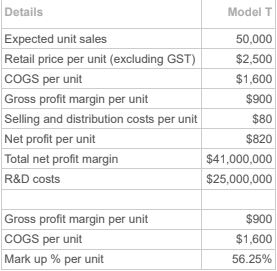 Details Model T
Expected unit sales 50,000
Retail price per unit (excluding GST) $2,500
COGS per unit $1,600
Gross profit margin per unit $900
Selling and distribution costs per unit $80
Net profit per unit $820
Total net profit margin $41,000,000
R&D costs $25,000,000
Gross profit margin per unit $900
COGS per unit $1,600
Mark up % per unit 56.25%